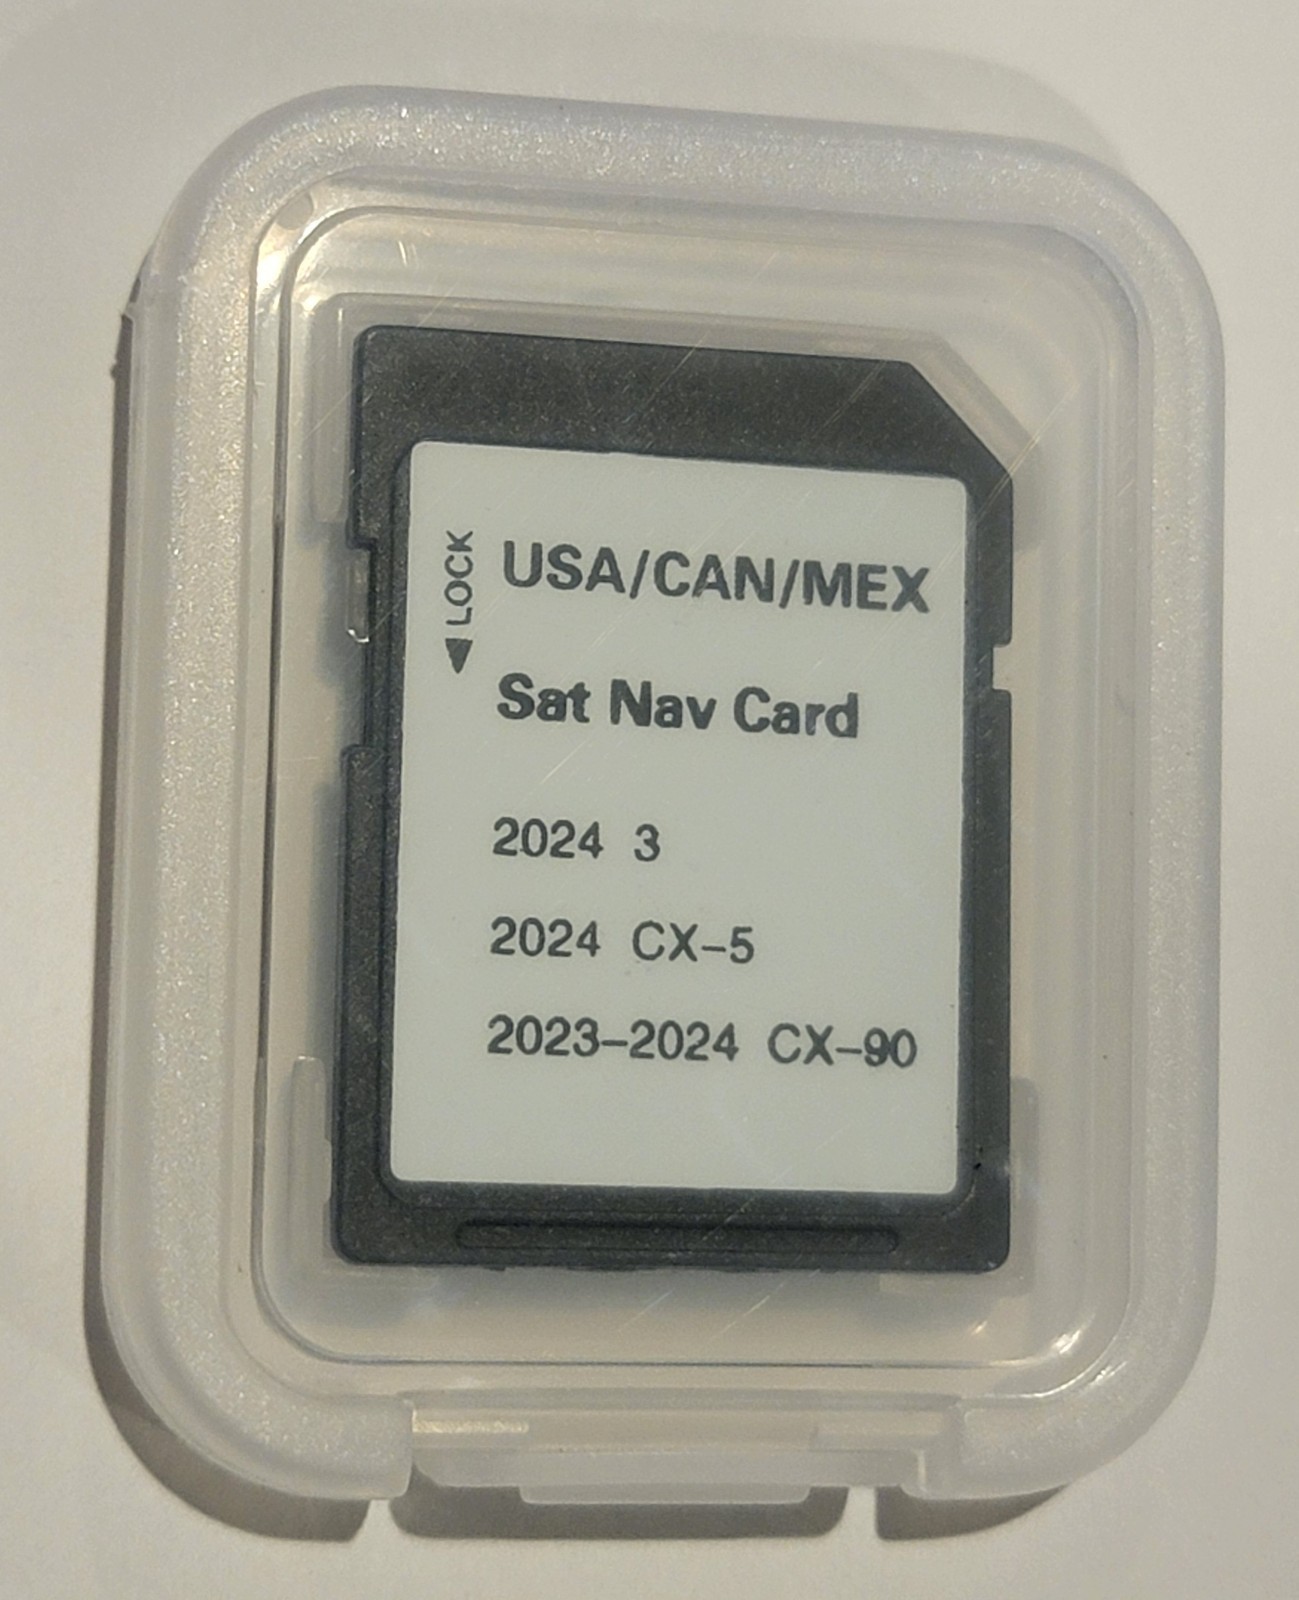 ◀LOCK
USA/CAN/MEX
Sat Nav Card
2024 3
2024 CX-5
2023-2024 CX-90